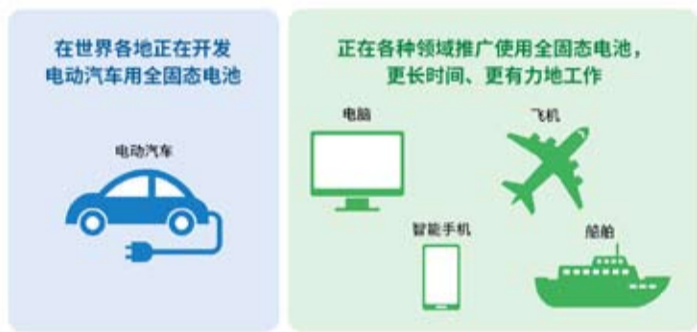 在世界各地正在开发
电动汽车用全固态电池
电动汽车
正在各种领域推广使用全固态电池，
更长时间、更有力地工作
电脑
飞机
智能手机
船舶